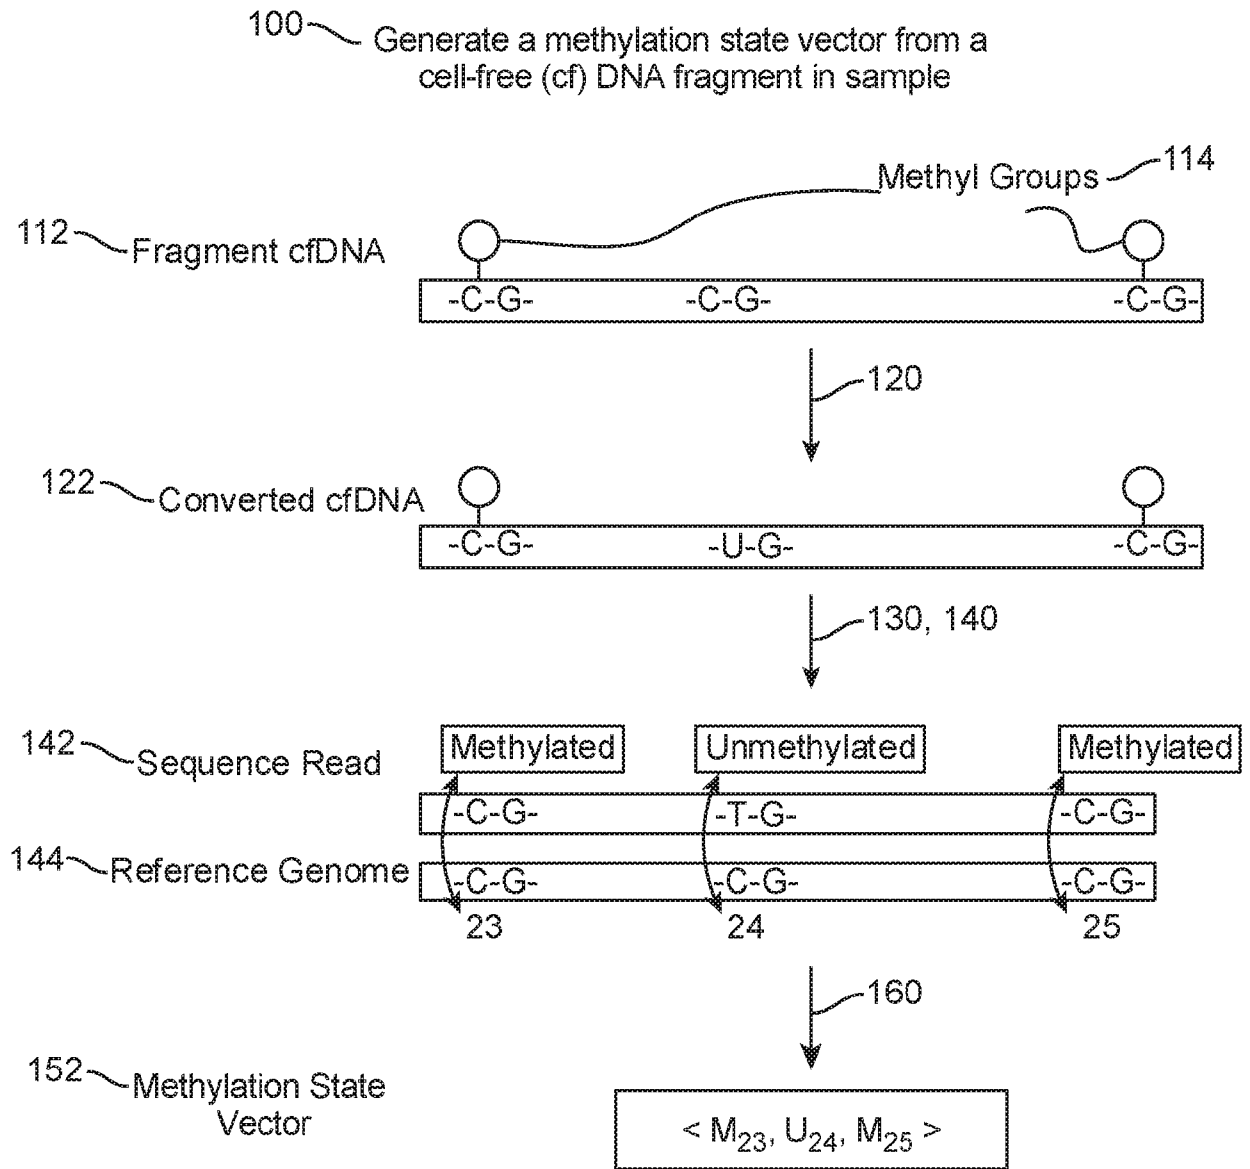 100 Generate a methylation state vector from a
cell-free (cf) DNA fragment in sample
Methyl Groups 114
112 Fragment cfDNA
-C-G- -C-G- -C-G-
120
122 Converted cfDNA
-C-G- -U-G- -C-G-
130, 140
142 Sequence Read Methylated Unmethylated Methylated
-C-G- -T-G- -C-G-
144 Reference Genome -C-G- -C-G- -C-G-
23 24 25
160
152 Methylation State
Vector
< M23, U24, M25 >